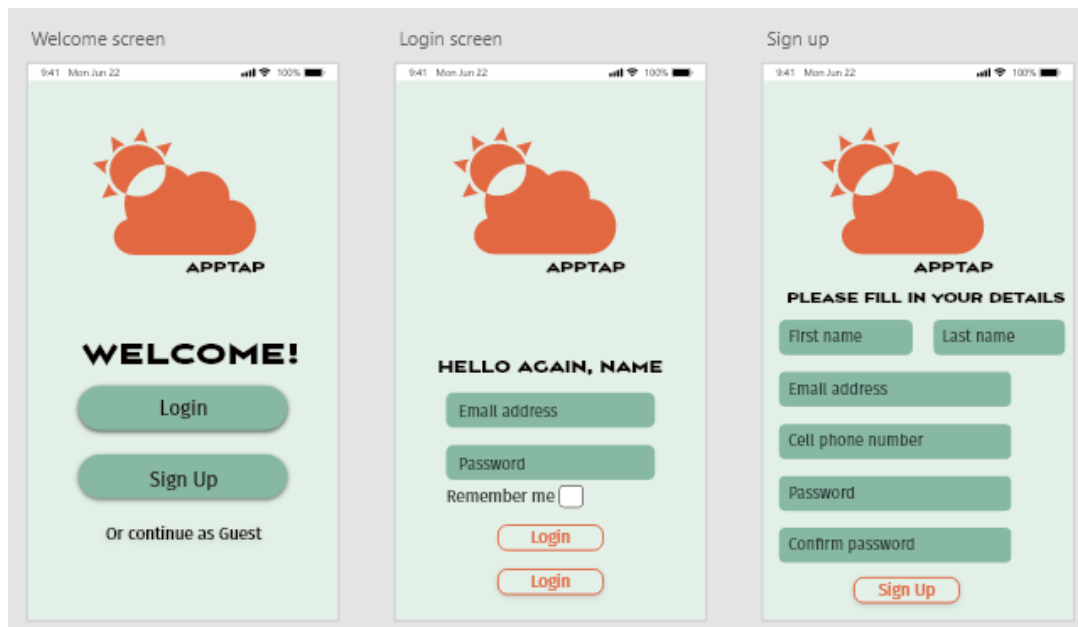 Welcome screen
9:41 Mon Jun 22 100%
APPTAP
WELCOME!
Login
Sign Up
Or continue as Guest
Login screen
9:41 Mon Jun 22 100%
APPTAP
HELLO AGAIN, NAME
Email address
Password
Remember me
Login
Login
Sign up
9:41 Mon Jun 22 100%
APPTAP
PLEASE FILL IN YOUR DETAILS
First name Last name
Email address
Cell phone number
Password
Confirm password
Sign Up